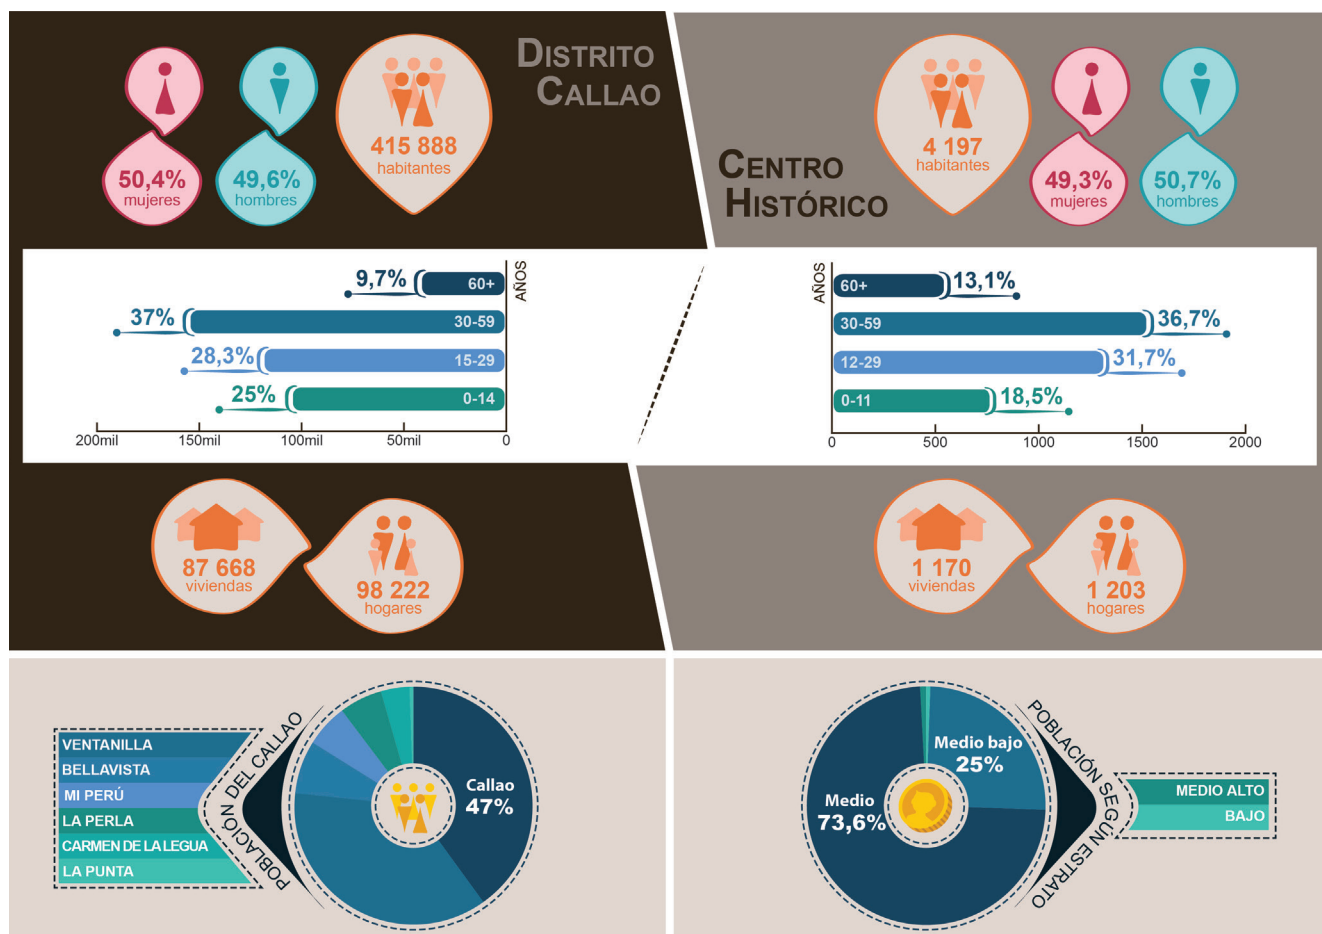 DISTRITO
CALLAO
50,4%
mujeres
49,6%
hombres
415 888
habitantes
CENTRO
HISTÓRICO
4 197
habitantes
49,3%
mujeres
50,7%
hombres
AÑOS
9,7%
60+
37%
30-59
28,3%
15-29
25%
0-14
200mil
150mil
100mil
50mil
0
AÑOS
60+
13,1%
30-59
36,7%
12-29
31,7%
0-11
18,5%
0
500
1000
1500
2000
87 668
viviendas
98 222
hogares
1 170
viviendas
1 203
hogares
VENTANILLA
BELLAVISTA
MI PERÚ
LA PERLA
CARMEN DE LA LEGUA
LA PUNTA
POBLACIÓN DEL CALLAO
Callao
47%
Medio bajo
25%
Medio
73,6%
POBLACIÓN SEGÚN ESTRATO
MEDIO ALTO
BAJO